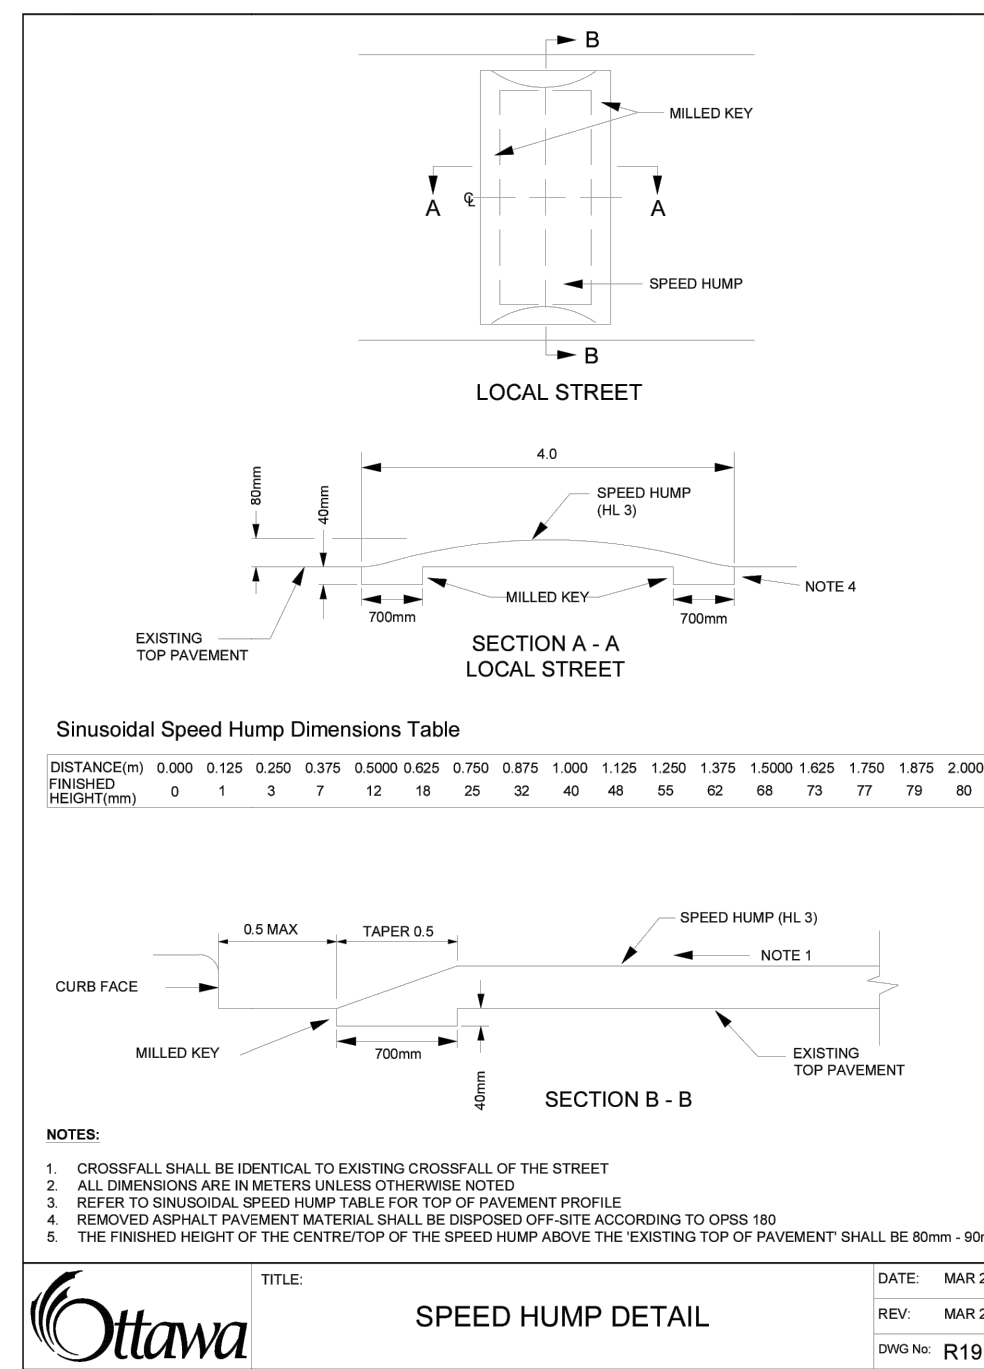 B
MILLED KEY
A
℄
A
SPEED HUMP
B
LOCAL STREET
4.0
80mm
40mm
SPEED HUMP
(HL 3)
MILLED KEY
NOTE 4
700mm
700mm
EXISTING
TOP PAVEMENT
SECTION A - A
LOCAL STREET
Sinusoidal Speed Hump Dimensions Table
DISTANCE(m) 0.000 0.125 0.250 0.375 0.5000 0.625 0.750 0.875 1.000 1.125 1.250 1.375 1.5000 1.625 1.750 1.875 2.000
FINISHED
HEIGHT(mm) 0 1 3 7 12 18 25 32 40 48 55 62 68 73 77 79 80
0.5 MAX
TAPER 0.5
SPEED HUMP (HL 3)
NOTE 1
CURB FACE
MILLED KEY
700mm
40mm
EXISTING
TOP PAVEMENT
SECTION B - B
NOTES:
1. CROSSFALL SHALL BE IDENTICAL TO EXISTING CROSSFALL OF THE STREET
2. ALL DIMENSIONS ARE IN METERS UNLESS OTHERWISE NOTED
3. REFER TO SINUSOIDAL SPEED HUMP TABLE FOR TOP OF PAVEMENT PROFILE
4. REMOVED ASPHALT PAVEMENT MATERIAL SHALL BE DISPOSED OFF-SITE ACCORDING TO OPSS 180
5. THE FINISHED HEIGHT OF THE CENTRE/TOP OF THE SPEED HUMP ABOVE THE 'EXISTING TOP OF PAVEMENT' SHALL BE 80mm - 90
Ottawa
TITLE:
SPEED HUMP DETAIL
DATE: MAR 2
REV: MAR 2
DWG No: R19